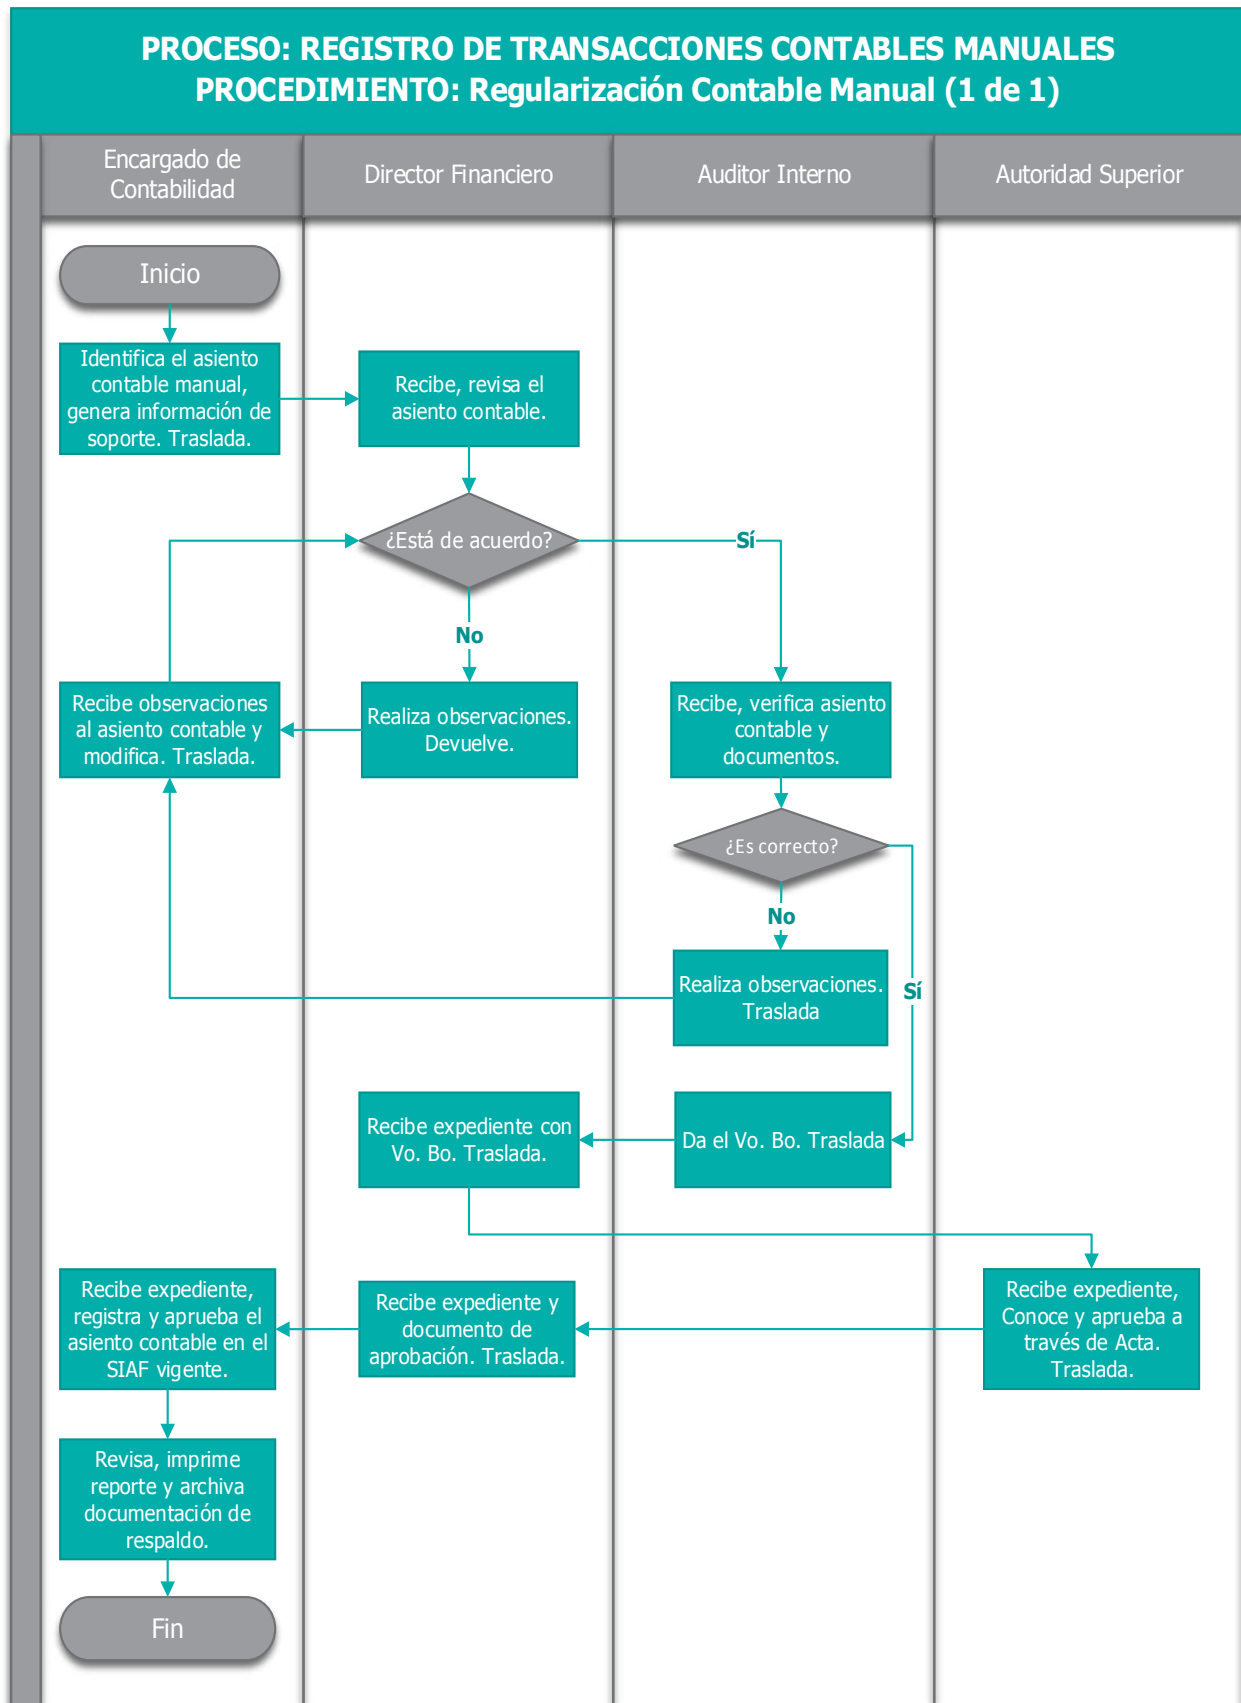 PROCESO: REGISTRO DE TRANSACCIONES CONTABLES MANUALES
PROCEDIMIENTO: Regularización Contable Manual (1 de 1)
Encargado de
Contabilidad
Director Financiero
Auditor Interno
Autoridad Superior
Inicio
Identifica el asiento
contable manual,
genera información de
soporte. Traslada.
Recibe, revisa el
asiento contable.
¿Está de acuerdo?
Sí
No
Recibe observaciones
al asiento contable y
modifica. Traslada.
Realiza observaciones.
Devuelve.
Recibe, verifica asiento
contable y
documentos.
¿Es correcto?
No
Realiza observaciones.
Traslada
Sí
Recibe expediente con
Vo. Bo. Traslada.
Da el Vo. Bo. Traslada
Recibe expediente,
registra y aprueba el
asiento contable en el
SIAF vigente.
Recibe expediente y
documento de
aprobación. Traslada.
Recibe expediente,
Conoce y aprueba a
través de Acta.
Traslada.
Revisa, imprime
reporte y archiva
documentación de
respaldo.
Fin